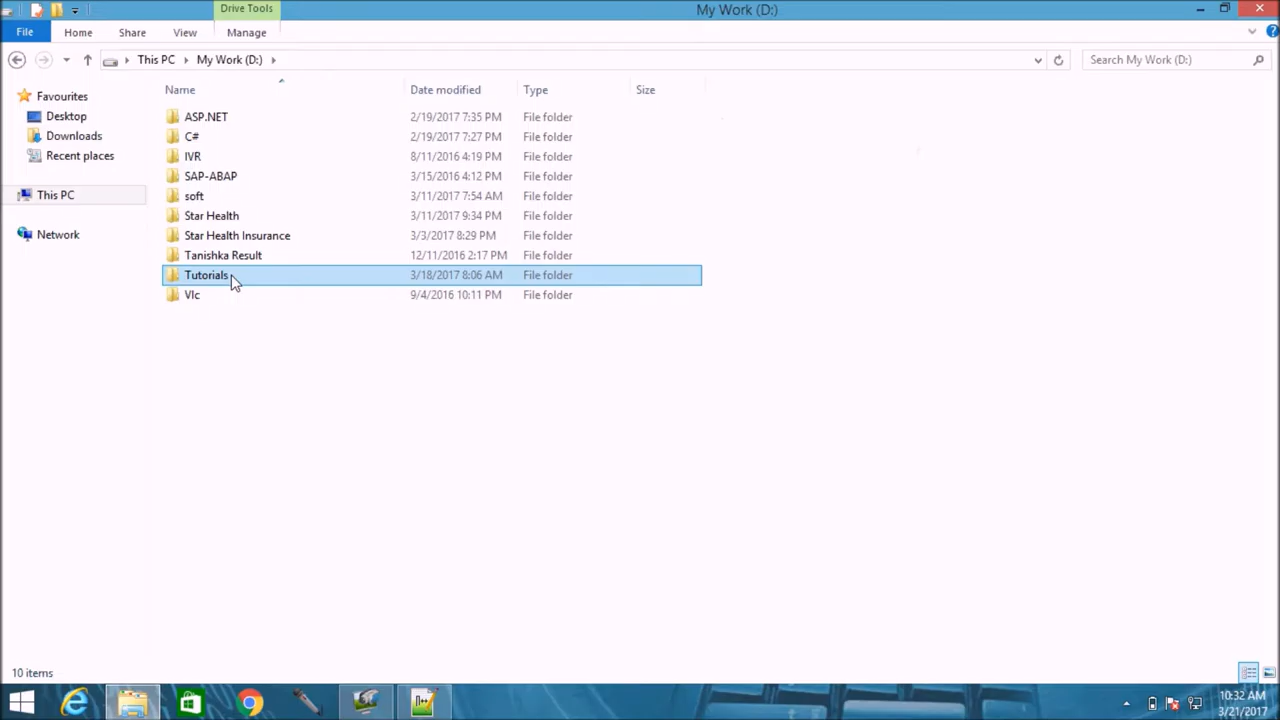 Drive Tools
My Work (D:)
File Home Share View Manage
This PC My Work (D:) Search My Work (D:)
Name Date modified Type Size
Favourites
Desktop
Downloads
Recent places
This PC
Network
ASP.NET 2/19/2017 7:35 PM File folder
C# 2/19/2017 7:27 PM File folder
IVR 8/11/2016 4:19 PM File folder
SAP-ABAP 3/15/2016 4:12 PM File folder
soft 3/11/2017 7:54 AM File folder
Star Health 3/11/2017 9:34 PM File folder
Star Health Insurance 3/3/2017 8:29 PM File folder
Tanishka Result 12/11/2016 2:17 PM File folder
Tutorials 3/18/2017 8:06 AM File folder
Vlc 9/4/2016 10:11 PM File folder
10 items
10:32 AM
3/21/2017